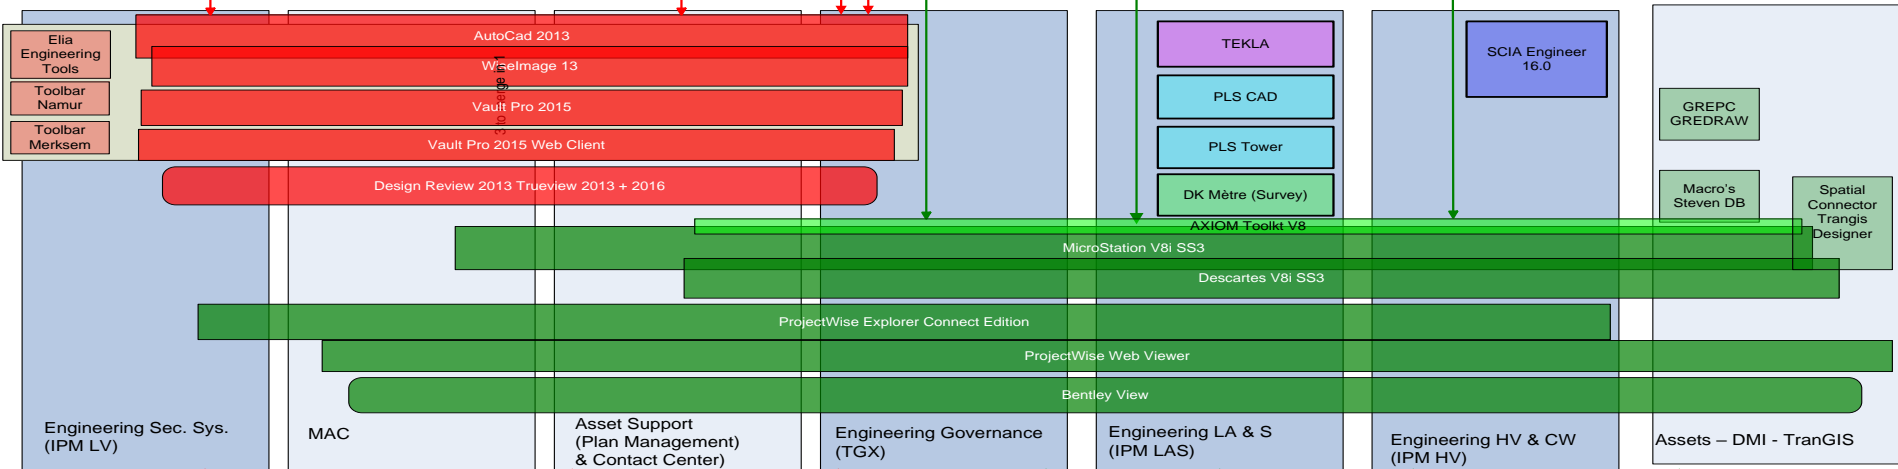 Elia
Engineering
Tools
Toolbar
Namur
Toolbar
Merksem
AutoCad 2013
WiseImage 13
Vault Pro 2015
Vault Pro 2015 Web Client
Design Review 2013 Trueview 2013 + 2016
TEKLA
PLS CAD
PLS Tower
DK Mètre (Survey)
SCIA Engineer
16.0
GREPC
GREDRAW
Macro's
Steven DB
Spatial
Connector
Trangis
Designer
AXIOM Toolkt V8
MicroStation V8i SS3
Descartes V8i SS3
ProjectWise Explorer Connect Edition
ProjectWise Web Viewer
Bentley View
Engineering Sec. Sys.
(IPM LV)
MAC
Asset Support
(Plan Management)
& Contact Center)
Engineering Governance
(TGX)
Engineering LA & S
(IPM LAS)
Engineering HV & CW
(IPM HV)
Assets – DMI - TranGIS